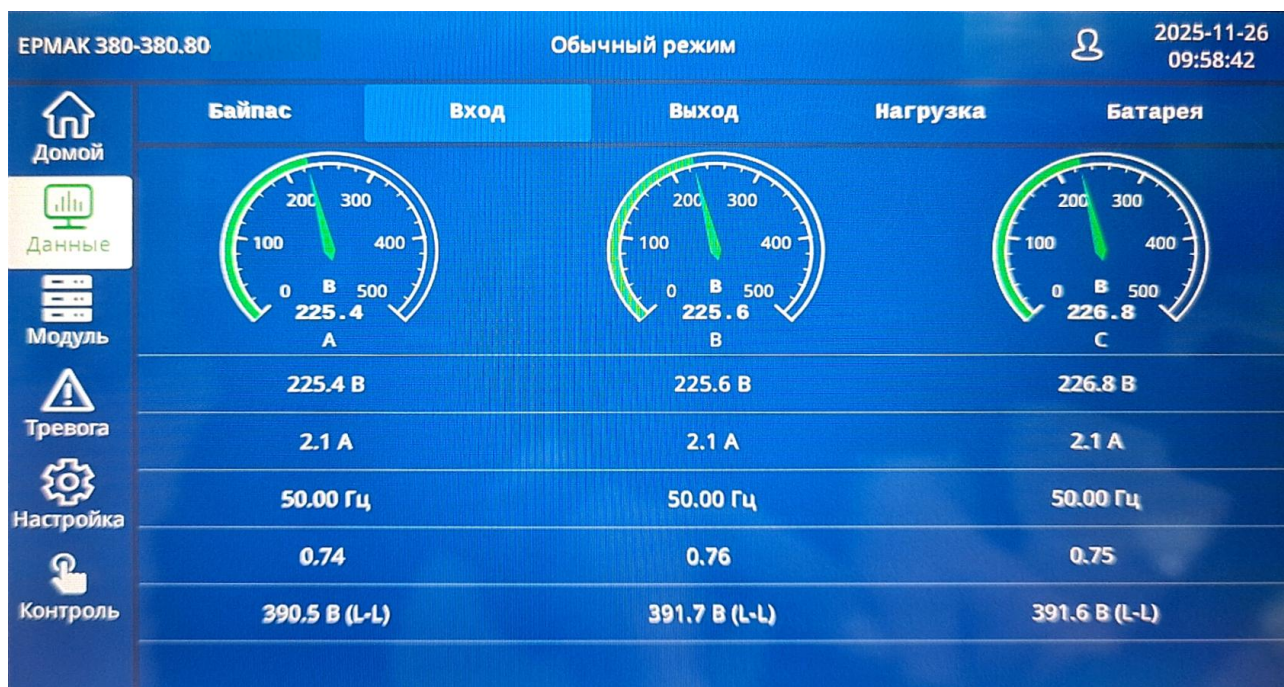 ЕРМАК 380-380.80
Обычный режим
2025-11-26
09:58:42
Байпас Вход Выход Нагрузка Батарея
Домой
Данные
Модуль
Тревога
Настройка
Контроль
0 100 200 300 400 500
В
225.4
A
0 100 200 300 400 500
В
225.6
B
0 100 200 300 400 500
В
226.8
C
225.4 В 225.6 В 226.8 В
2.1 A 2.1 A 2.1 A
50.00 Гц 50.00 Гц 50.00 Гц
0.74 0.76 0.75
390.5 В (L-L) 391.7 В (L-L) 391.6 В (L-L)